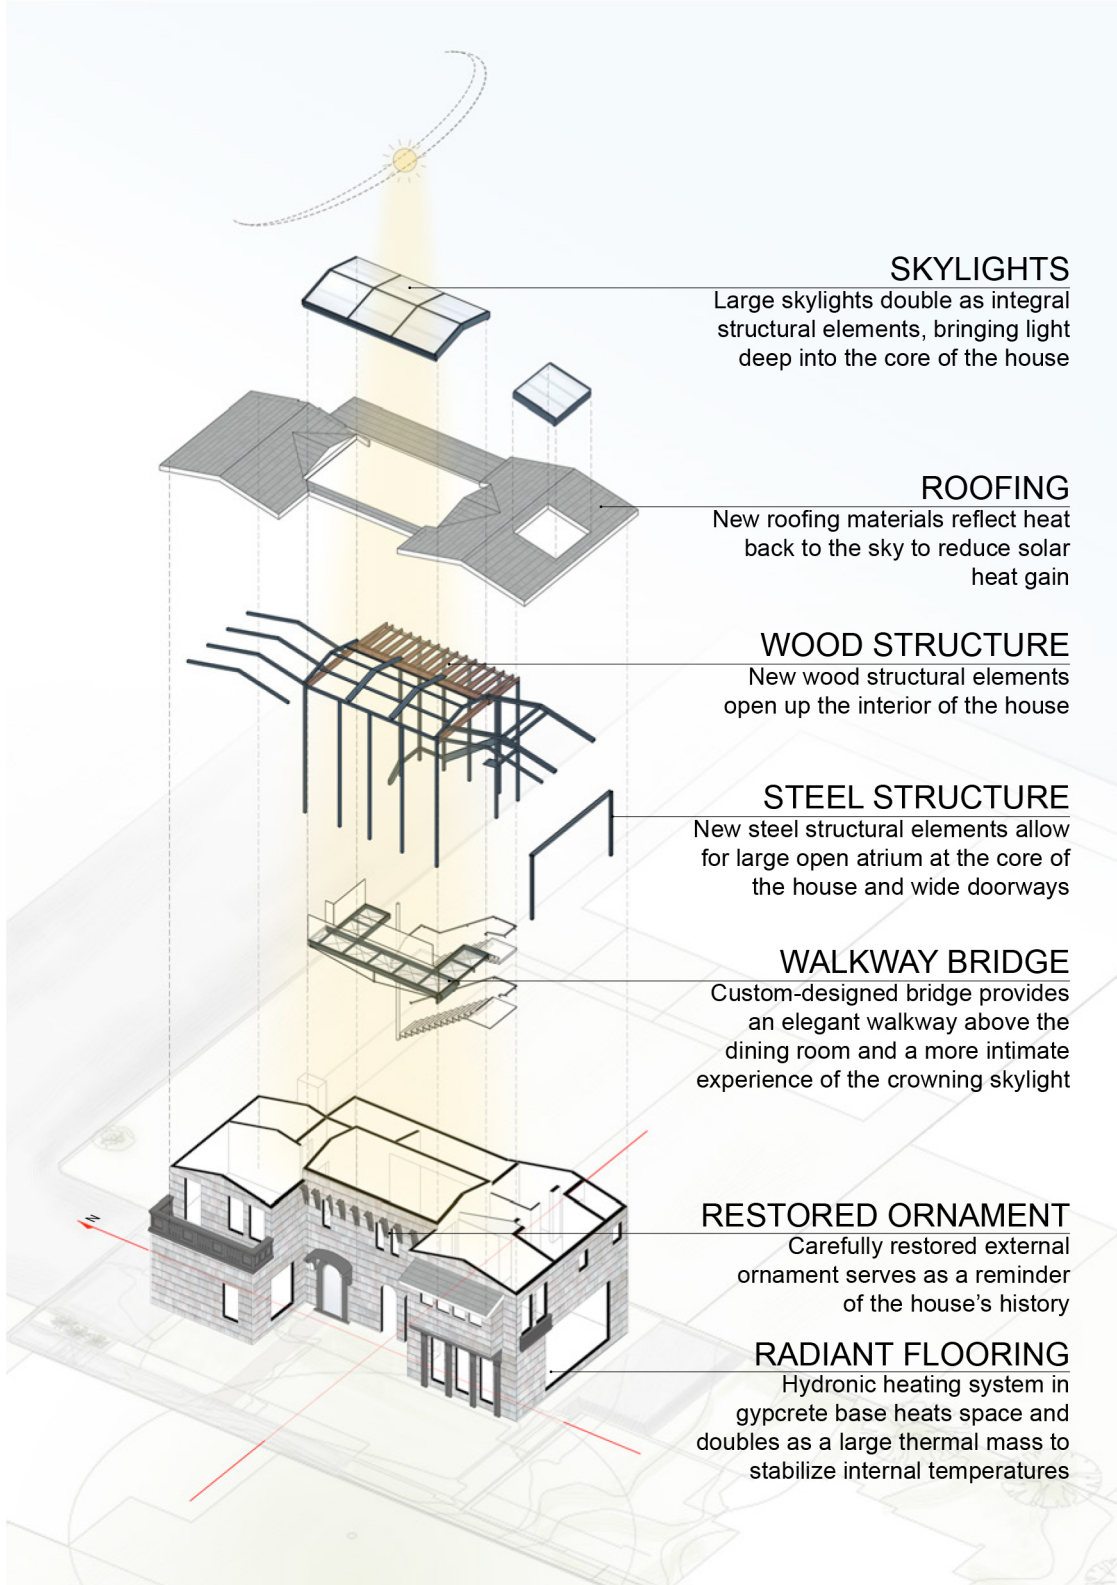 SKYLIGHTS
Large skylights double as integral
structural elements, bringing light
deep into the core of the house
ROOFING
New roofing materials reflect heat
back to the sky to reduce solar
heat gain
WOOD STRUCTURE
New wood structural elements
open up the interior of the house
STEEL STRUCTURE
New steel structural elements allow
for large open atrium at the core of
the house and wide doorways
WALKWAY BRIDGE
Custom-designed bridge provides
an elegant walkway above the
dining room and a more intimate
experience of the crowning skylight
N
RESTORED ORNAMENT
Carefully restored external
ornament serves as a reminder
of the house's history
RADIANT FLOORING
Hydronic heating system in
gypcrete base heats space and
doubles as a large thermal mass to
stabilize internal temperatures